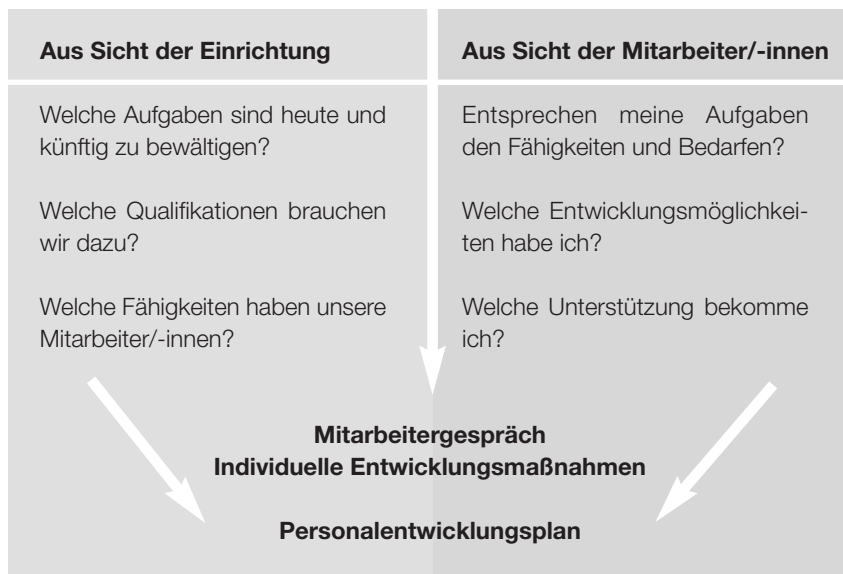 Aus Sicht der Einrichtung
Welche Aufgaben sind heute und
künftig zu bewältigen?
Welche Qualifikationen brauchen
wir dazu?
Welche Fähigkeiten haben unsere
Mitarbeiter/-innen?
Aus Sicht der Mitarbeiter/-innen
Entsprechen meine Aufgaben
den Fähigkeiten und Bedarfen?
Welche Entwicklungsmöglichkei-
ten habe ich?
Welche Unterstützung bekomme
ich?
Mitarbeitergespräch
Individuelle Entwicklungsmaßnahmen
Personalentwicklungsplan